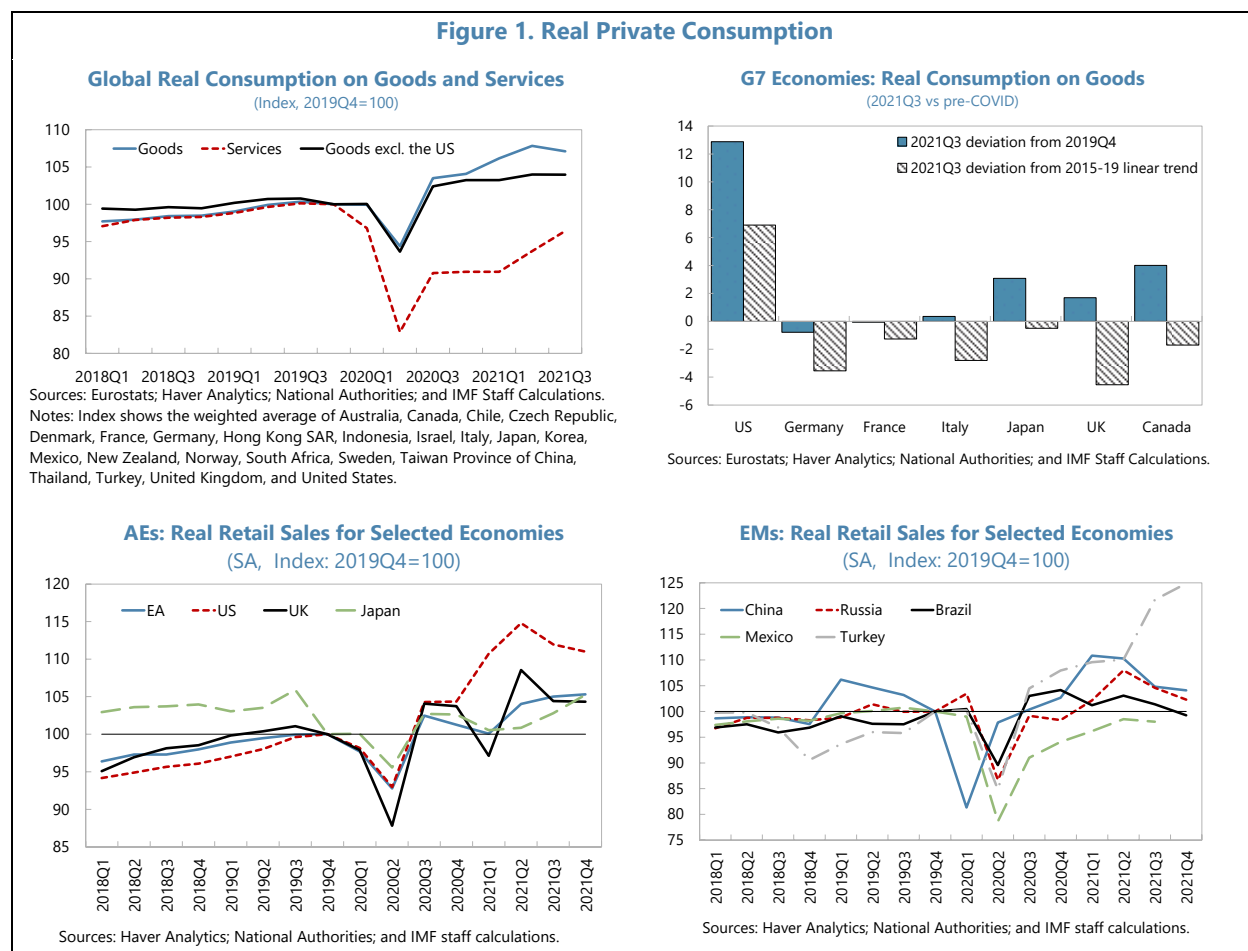 Figure 1. Real Private Consumption
Global Real Consumption on Goods and Services
(Index, 2019Q4=100)
Goods Services Goods excl. the US
110
105
100
95
90
85
80
2018Q1 2018Q3 2019Q1 2019Q3 2020Q1 2020Q3 2021Q1 2021Q3
Sources: Eurostats; Haver Analytics; National Authorities; and IMF Staff Calculations.
Notes: Index shows the weighted average of Australia, Canada, Chile, Czech Republic,
Denmark, France, Germany, Hong Kong SAR, Indonesia, Israel, Italy, Japan, Korea,
Mexico, New Zealand, Norway, South Africa, Sweden, Taiwan Province of China,
Thailand, Turkey, United Kingdom, and United States.
G7 Economies: Real Consumption on Goods
(2021Q3 vs pre-COVID)
2021Q3 deviation from 2019Q4
2021Q3 deviation from 2015-19 linear trend
14
12
10
8
6
4
2
0
-2
-4
-6
US Germany France Italy Japan UK Canada
Sources: Eurostats; Haver Analytics; National Authorities; and IMF Staff Calculations.
AEs: Real Retail Sales for Selected Economies
(SA, Index: 2019Q4=100)
EA US UK Japan
120
115
110
105
100
95
90
85
2018Q1 2018Q2 2018Q3 2018Q4 2019Q1 2019Q2 2019Q3 2019Q4 2020Q1 2020Q2 2020Q3 2020Q4 2021Q1 2021Q2 2021Q3 2021Q4
Sources: Haver Analytics; National Authorities; and IMF staff calculations.
EMs: Real Retail Sales for Selected Economies
(SA, Index: 2019Q4=100)
China Russia Brazil
Mexico Turkey
125
120
115
110
105
100
95
90
85
80
75
2018Q1 2018Q2 2018Q3 2018Q4 2019Q1 2019Q2 2019Q3 2019Q4 2020Q1 2020Q2 2020Q3 2020Q4 2021Q1 2021Q2 2021Q3 2021Q4
Sources: Haver Analytics; National Authorities; and IMF staff calculations.